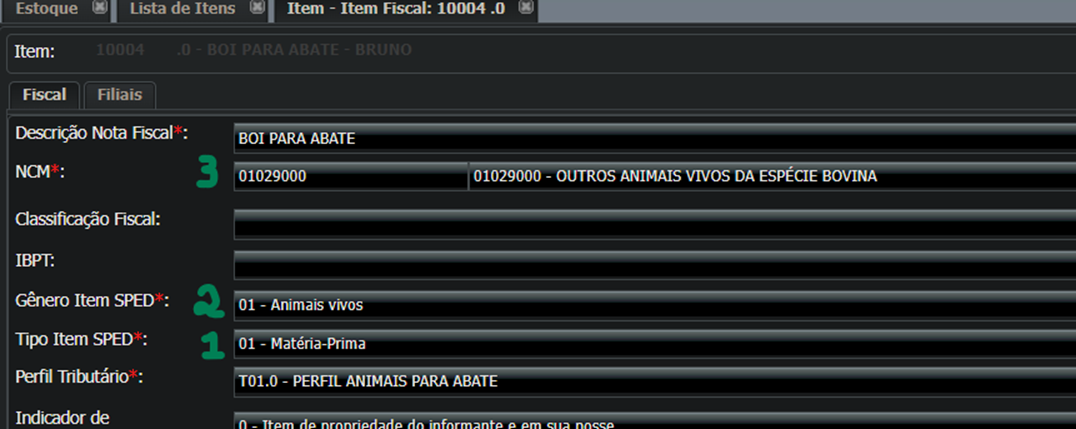 Estoque Lista de Itens Item - Item Fiscal: 10004 .0
Item: 10004 .0 - BOI PARA ABATE - BRUNO
Fiscal Filiais
Descrição Nota Fiscal*: BOI PARA ABATE
NCM*: 3 01029000 01029000 - OUTROS ANIMAIS VIVOS DA ESPÉCIE BOVINA
Classificação Fiscal:
IBPT:
Gênero Item SPED*: 2 01 - Animais vivos
Tipo Item SPED*: 1 01 - Matéria-Prima
Perfil Tributário*: T01.0 - PERFIL ANIMAIS PARA ABATE
Indicador de 0 - Item de propriedade do informante e em sua posse